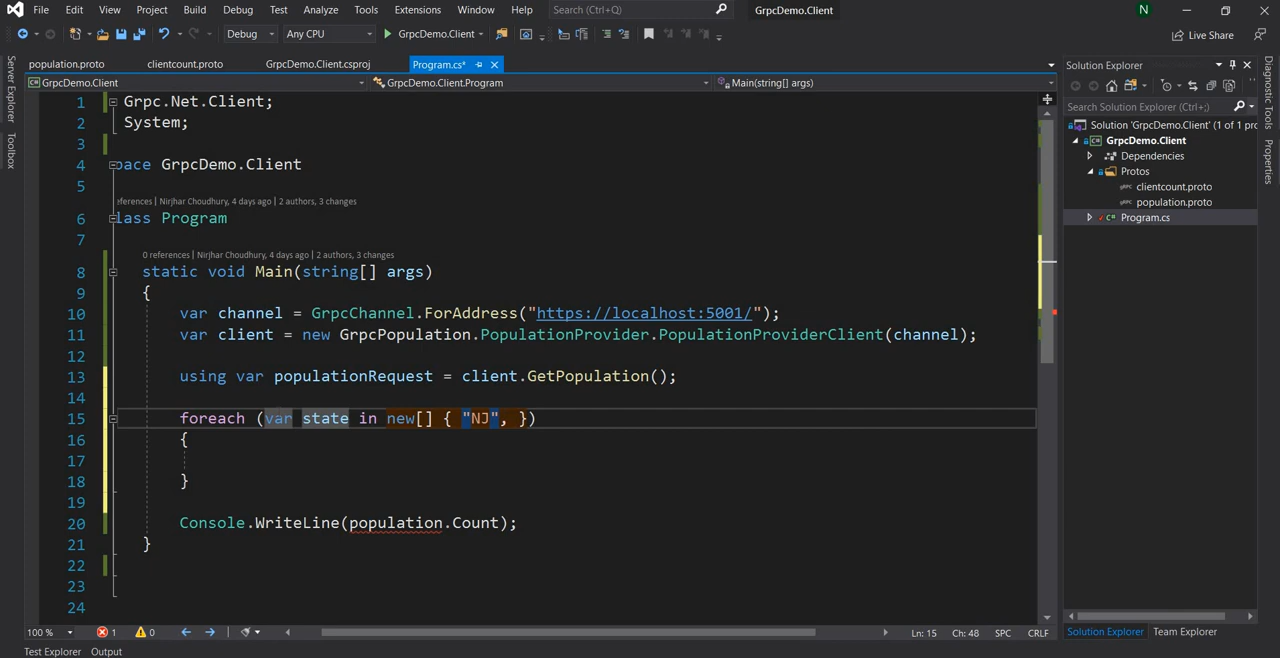 File Edit View Project Build Debug Test Analyze Tools Extensions Window Help Search (Ctrl+Q) GrpcDemo.Client N
Debug Any CPU GrpcDemo.Client Live Share
population.proto clientcount.proto GrpcDemo.Client.csproj Program.cs*
GrpcDemo.Client GrpcDemo.Client.Program Main(string[] args)
Server Explorer
Toolbox
1 Grpc.Net.Client;
2 System;
3
4 pace GrpcDemo.Client
5
eferences | Nirjhar Choudhury, 4 days ago | 2 authors, 3 changes
6 lass Program
7
0 references | Nirjhar Choudhury, 4 days ago | 2 authors, 3 changes
8 static void Main(string[] args)
9 {
10 var channel = GrpcChannel.ForAddress("https://localhost:5001/");
11 var client = new GrpcPopulation.PopulationProvider.PopulationProviderClient(channel);
12
13 using var populationRequest = client.GetPopulation();
14
15 foreach (var state in new[] { "NJ", })
16 {
17
18 }
19
20 Console.WriteLine(population.Count);
21 }
22
23
24
100 % 1 0 Ln: 15 Ch: 48 SPC CRLF
Test Explorer Output
Solution Explorer
Search Solution Explorer (Ctrl+;)
Solution 'GrpcDemo.Client' (1 of 1 pro
GrpcDemo.Client
Dependencies
Protos
clientcount.proto
population.proto
Program.cs
Solution Explorer Team Explorer
Diagnostic Tools
Properties